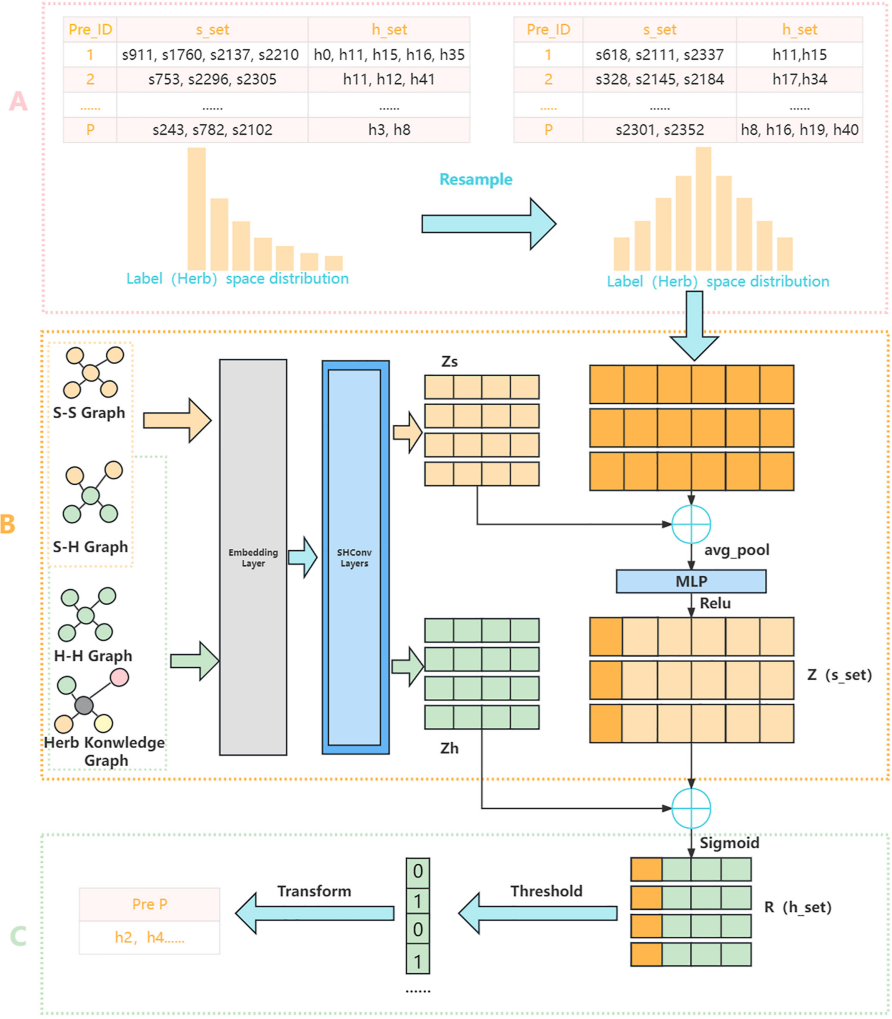 A
Pre_ID s_set h_set
1 s911, s1760, s2137, s2210 h0, h11, h15, h16, h35
2 s753, s2296, s2305 h11, h12, h41
...... ...... ......
P s243, s782, s2102 h3, h8
Pre_ID s_set h_set
1 s618, s2111, s2337 h11,h15
2 s328, s2145, s2184 h17,h34
...... ...... ......
P s2301, s2352 h8, h16, h19, h40
Resample
Label（Herb）space distribution
Label（Herb）space distribution
B
S-S Graph
S-H Graph
H-H Graph
Herb Konwledge
Graph
Embedding
Layer
SHConv
Layers
Zs
Zh
avg_pool
MLP
Relu
Z（s_set）
C
Sigmoid
R（h_set）
Threshold
0
1
0
1
......
Transform
Pre P
h2，h4......